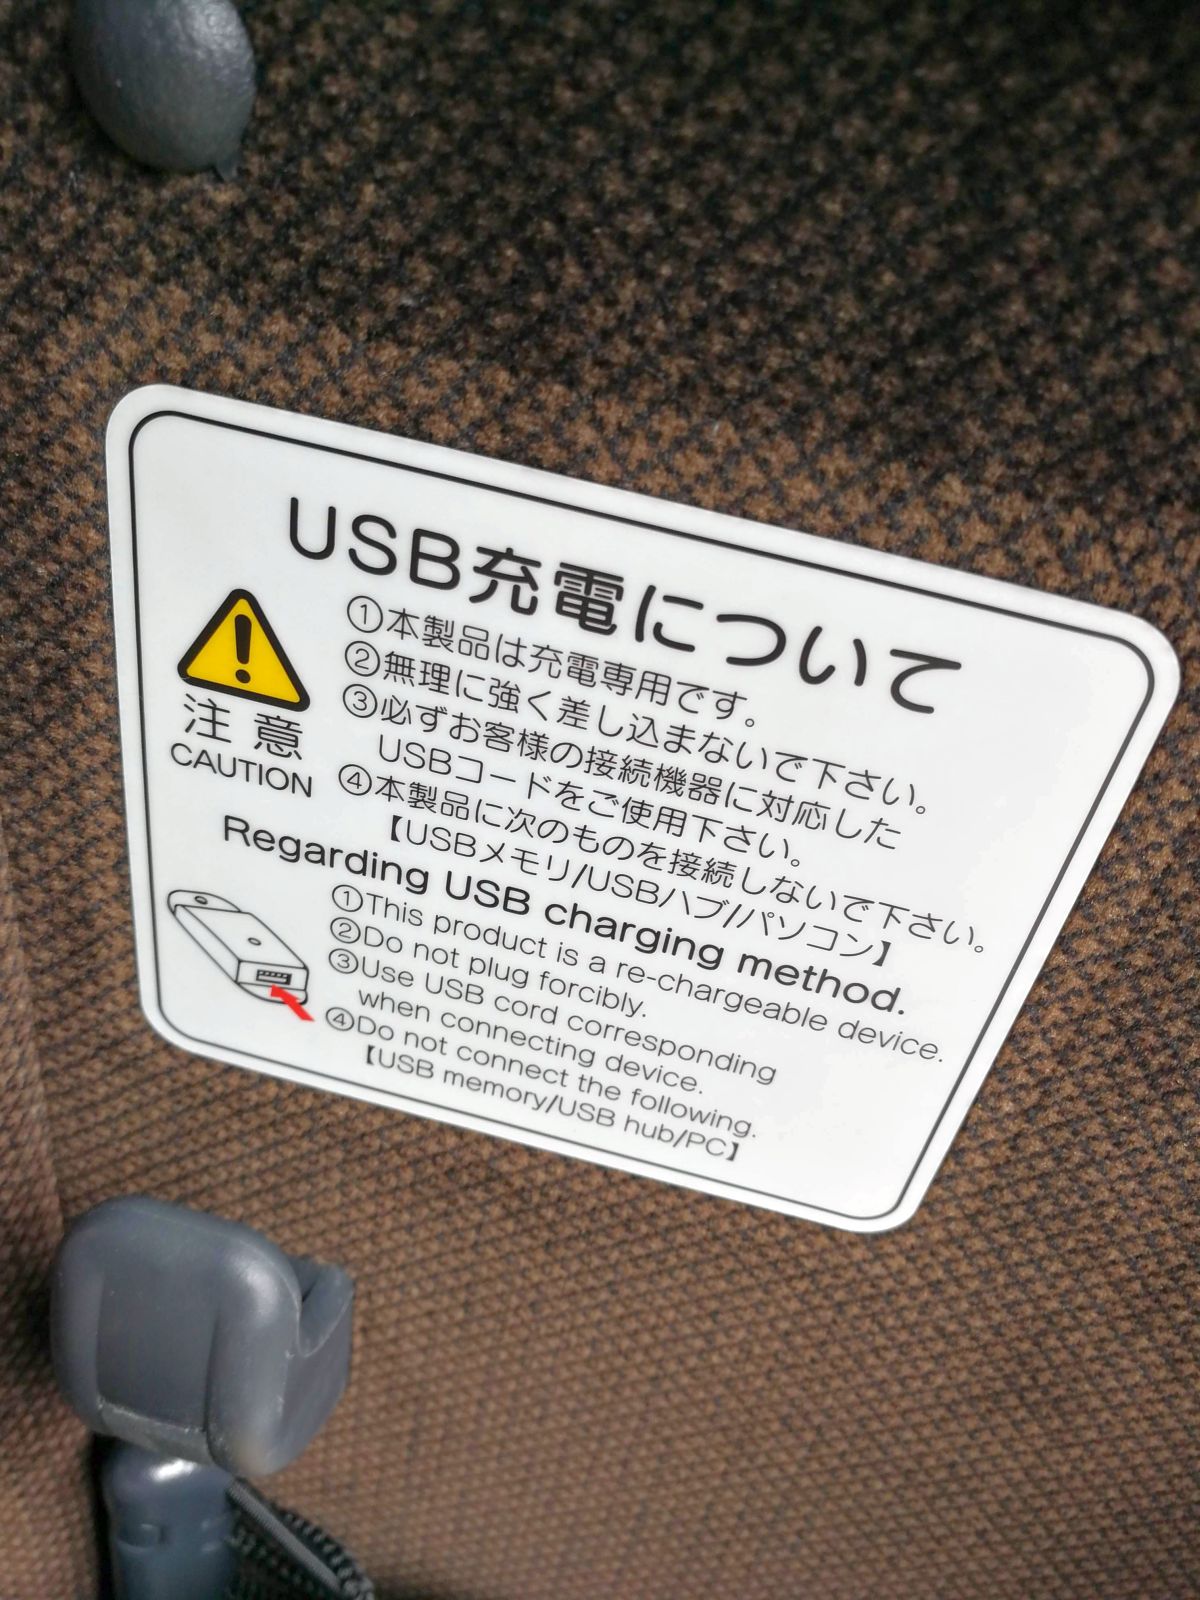 USB充電について
注意
CAUTION
①本製品は充電専用です。
②無理に強く差し込まないで下さい。
③必ずお客様の接続機器に対応した
USBコードをご使用下さい。
④本製品に次のものを接続しないで下さい。
【USBメモリ/USBハブ/パソコン】
Regarding USB charging method.
①This product is a re-chargeable device.
②Do not plug forcibly.
③Use USB cord corresponding
when connecting device.
④Do not connect the following.
【USB memory/USB hub/PC】